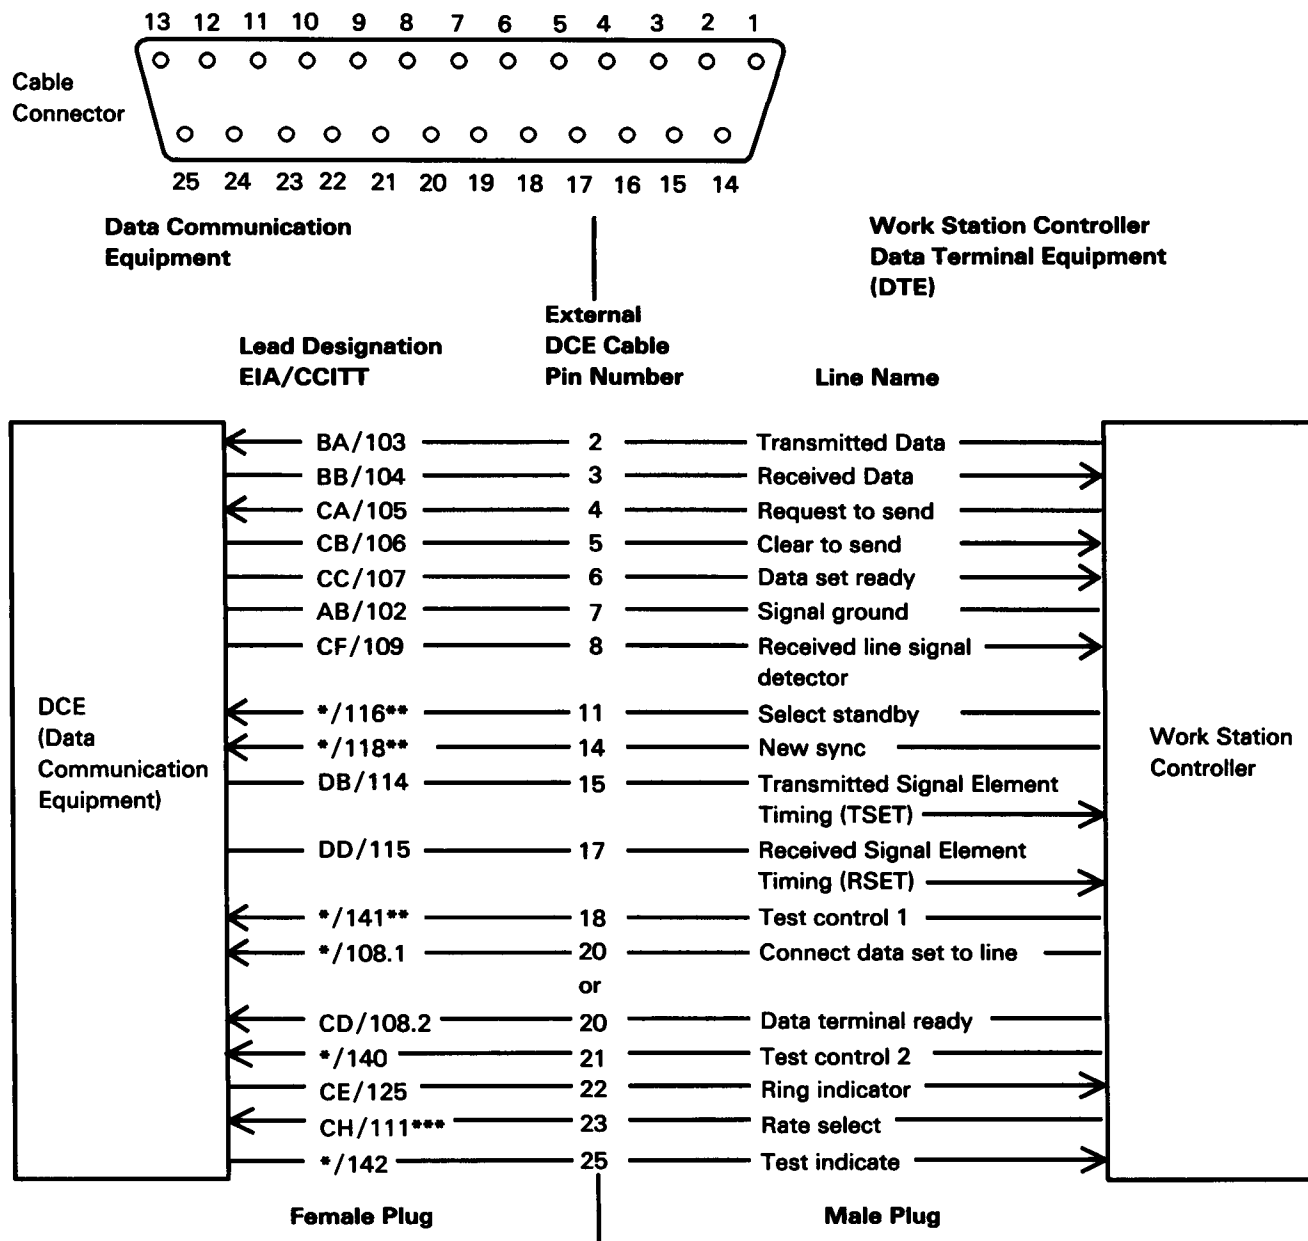 13 12 11 10 9 8 7 6 5 4 3 2 1
Cable
Connector
25 24 23 22 21 20 19 18 17 16 15 14
Data Communication
Equipment
Work Station Controller
Data Terminal Equipment
(DTE)
Lead Designation
EIA/CCITT
External
DCE Cable
Pin Number
Line Name
BA/103 2 Transmitted Data
BB/104 3 Received Data
CA/105 4 Request to send
CB/106 5 Clear to send
CC/107 6 Data set ready
AB/102 7 Signal ground
CF/109 8 Received line signal
detector
*/116** 11 Select standby
*/118** 14 New sync
DB/114 15 Transmitted Signal Element
Timing (TSET)
DD/115 17 Received Signal Element
Timing (RSET)
*/141** 18 Test control 1
*/108.1 20 Connect data set to line
or
CD/108.2 20 Data terminal ready
*/140 21 Test control 2
CE/125 22 Ring indicator
CH/111*** 23 Rate select
*/142 25 Test indicate
DCE
(Data
Communication
Equipment)
Work Station
Controller
Female Plug
Male Plug